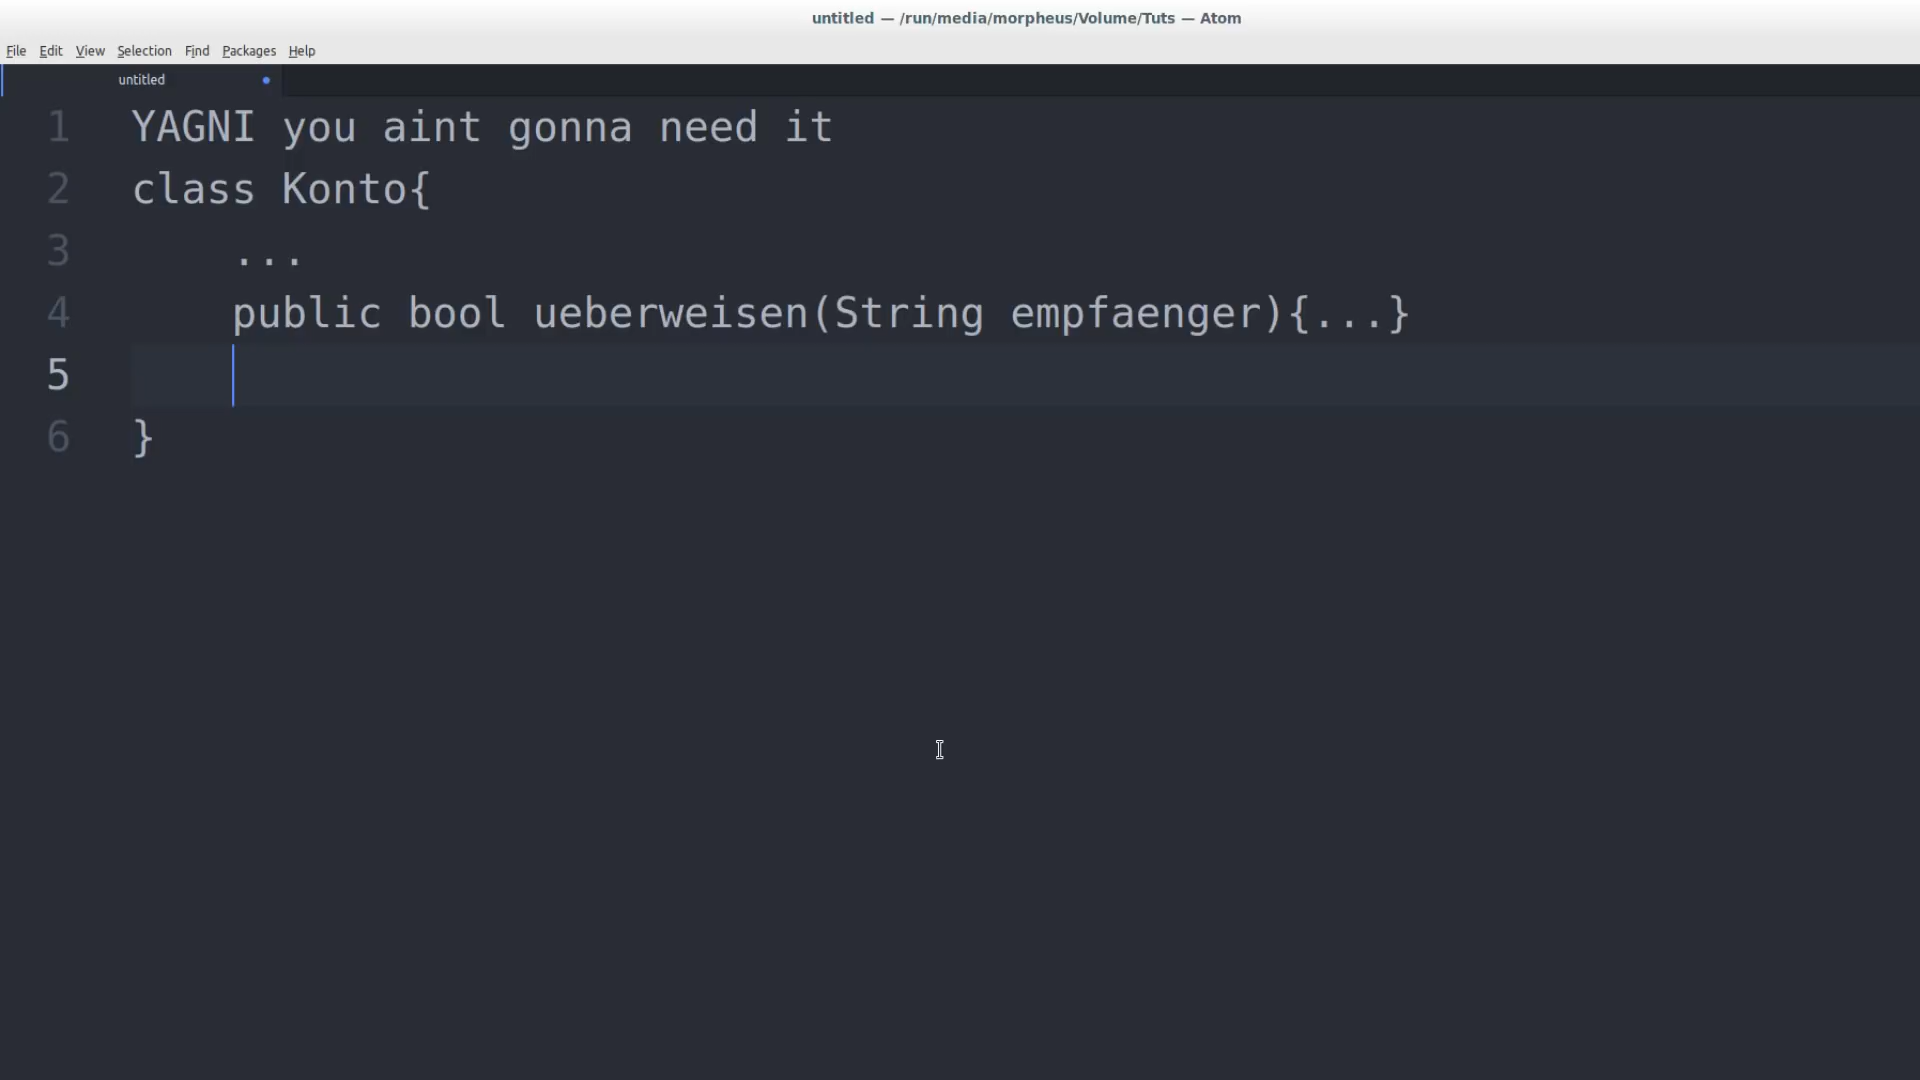 untitled — /run/media/morpheus/Volume/Tuts — Atom
File Edit View Selection Find Packages Help
untitled
1 YAGNI you aint gonna need it
2 class Konto{
3 ...
4 public bool ueberweisen(String empfaenger){...}
5
6 }